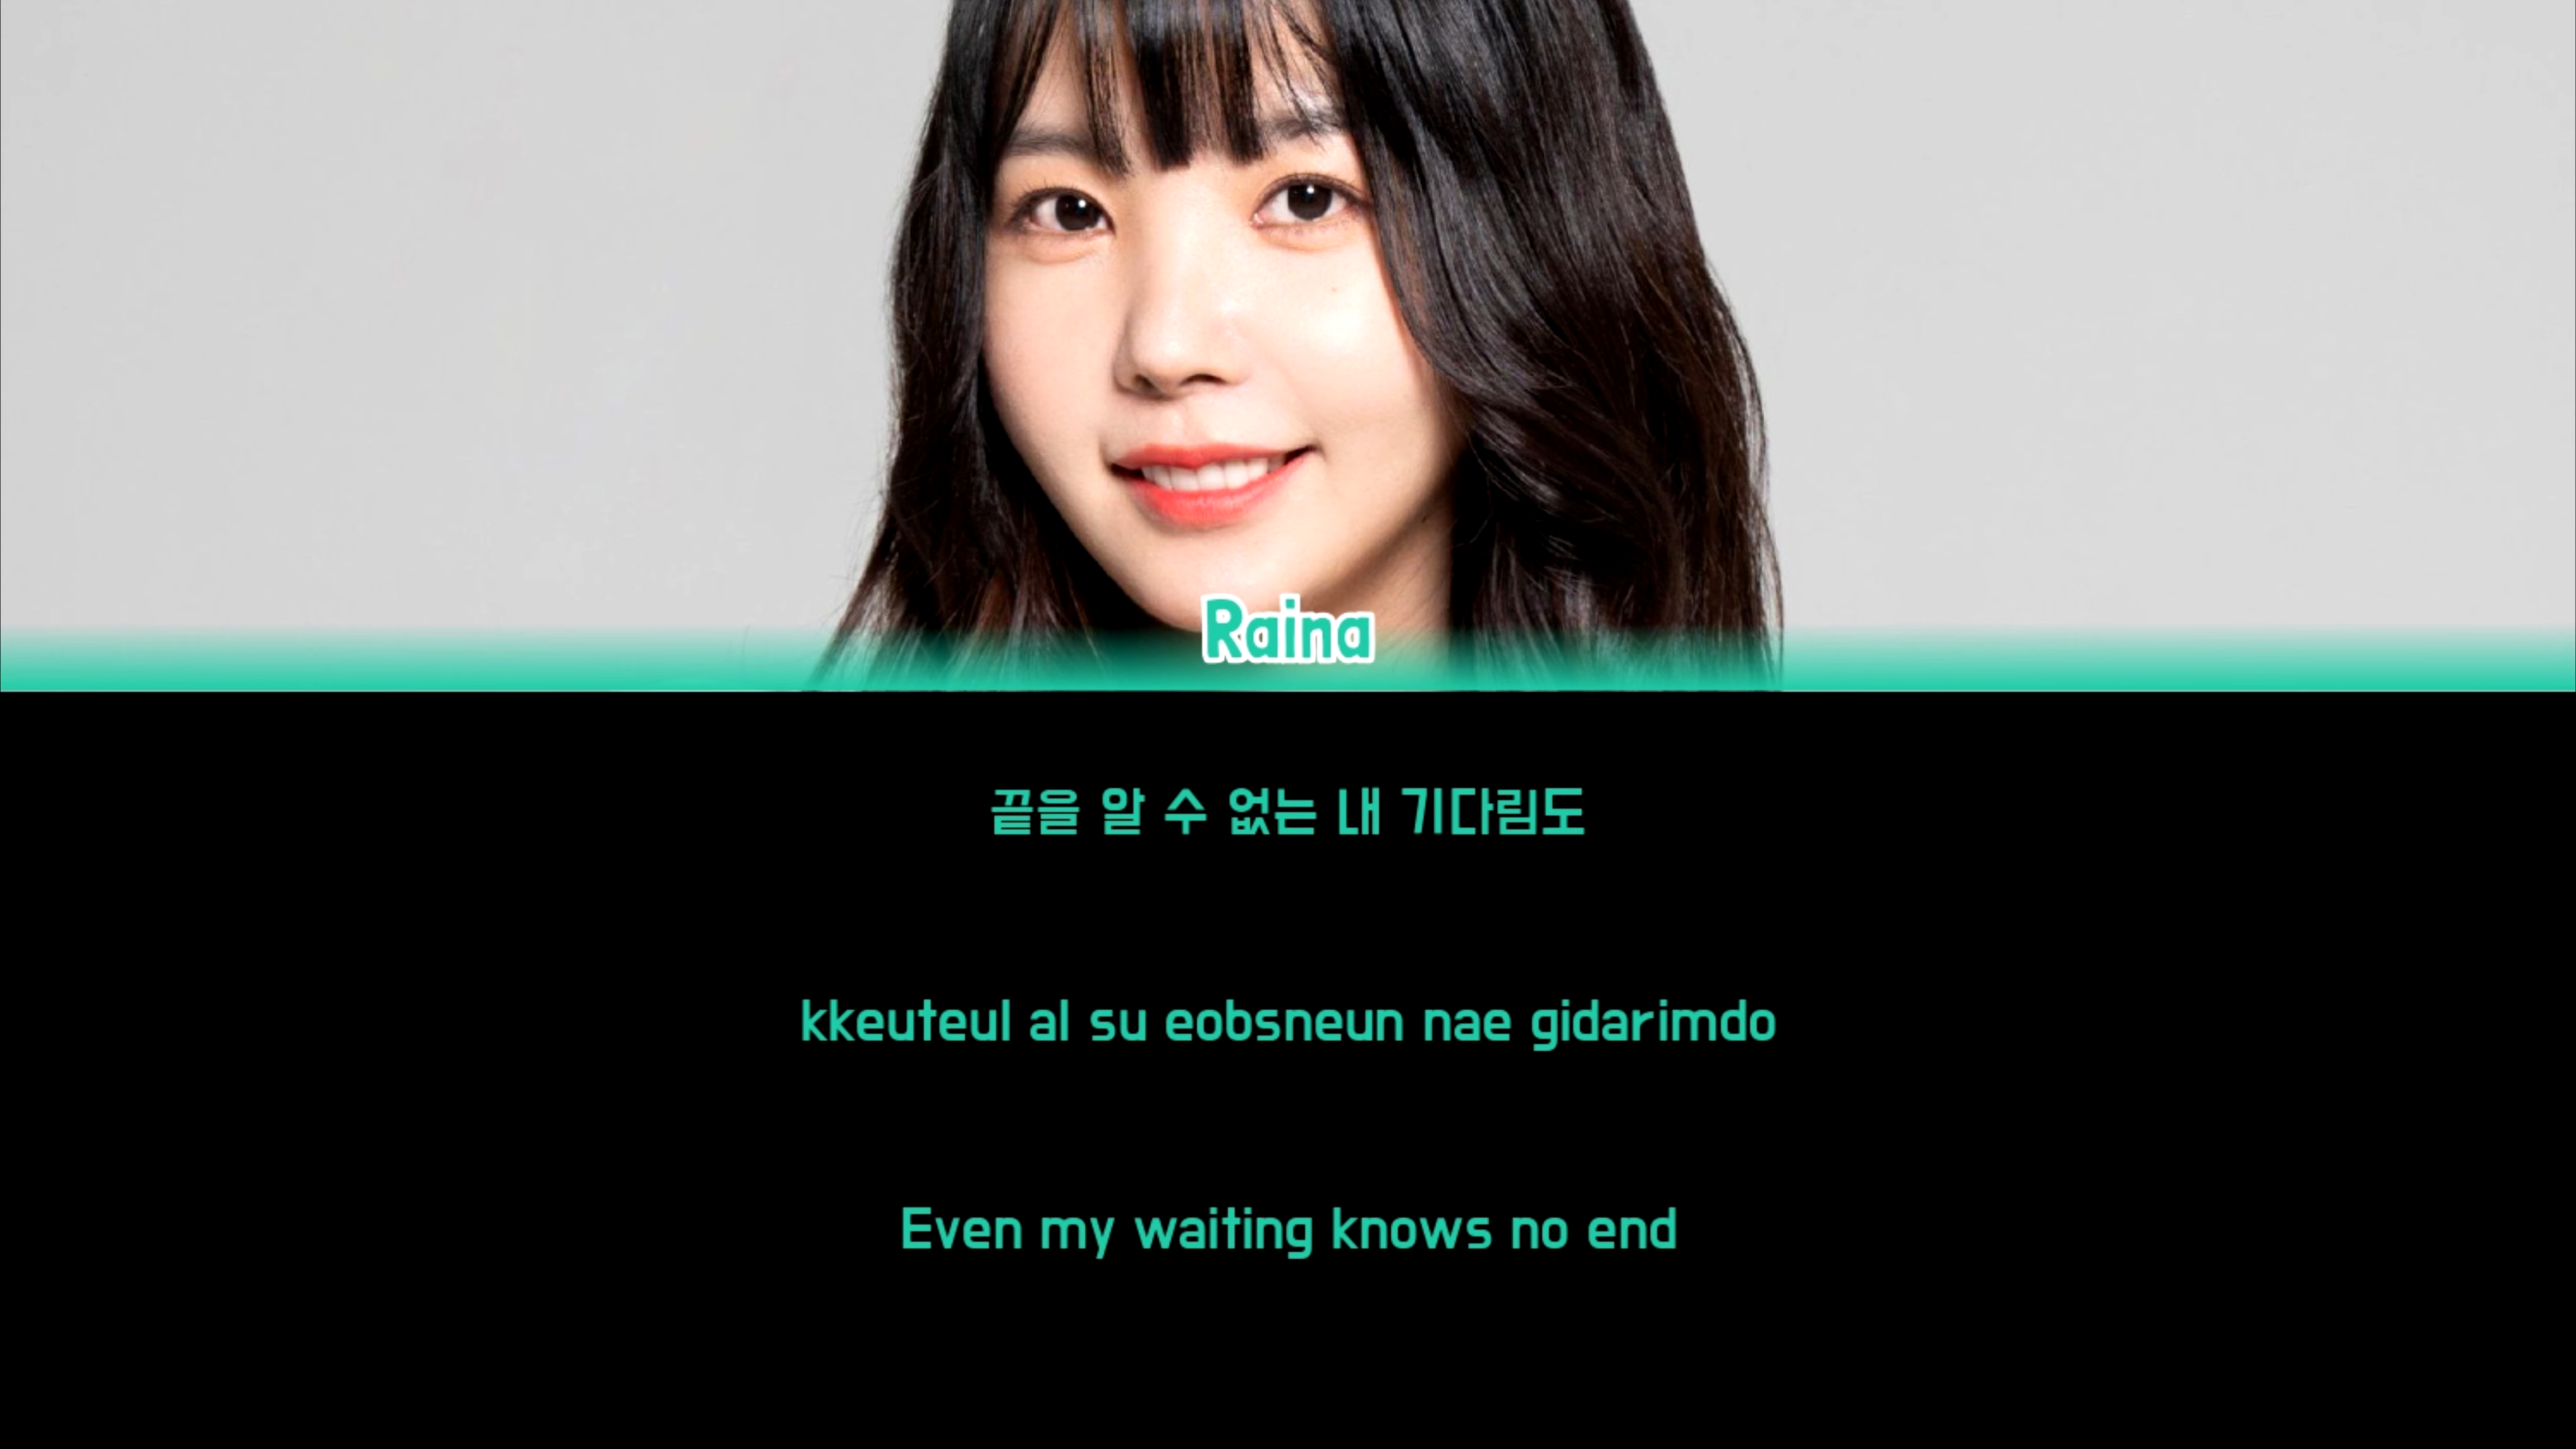 Raina
끝을 알 수 없는 내 기다림도
kkeuteul al su eobsneun nae gidarimdo
Even my waiting knows no end